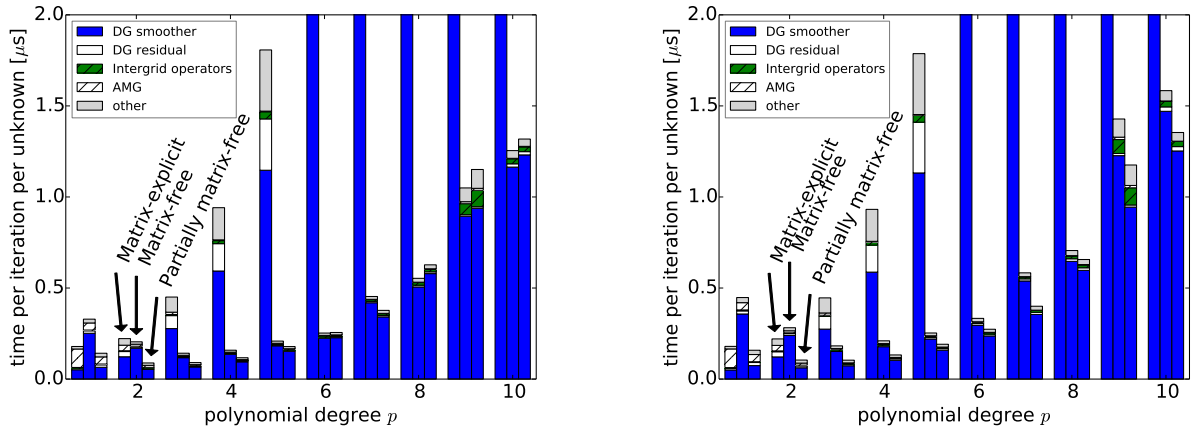 time per iteration per unknown [μs]
2.0
1.5
1.0
0.5
0.0
DG smoother
DG residual
Intergrid operators
AMG
other
Matrix-explicit
Matrix-free
Partially matrix-free
2
4
6
8
10
polynomial degree p
time per iteration per unknown [μs]
2.0
1.5
1.0
0.5
0.0
DG smoother
DG residual
Intergrid operators
AMG
other
Matrix-explicit
Matrix-free
Partially matrix-free
2
4
6
8
10
polynomial degree p